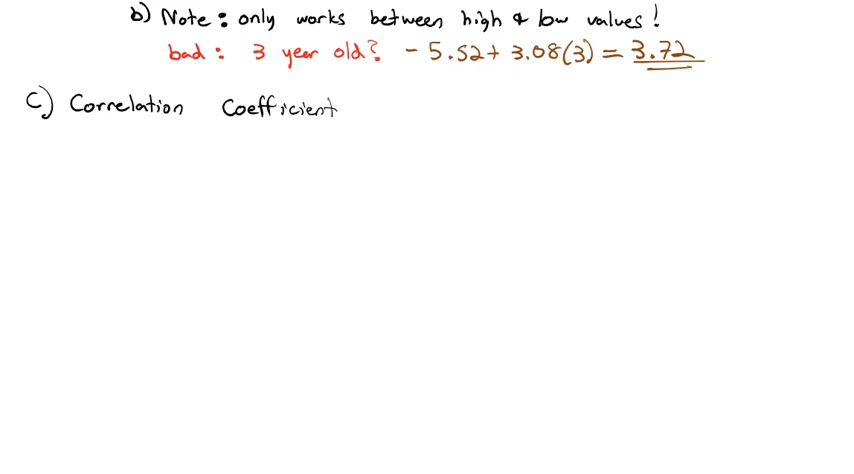 b) Note: only works between high & low values!
bad: 3 year old? - 5.52 + 3.08(3) = 3.72
C.) Correlation Coefficient